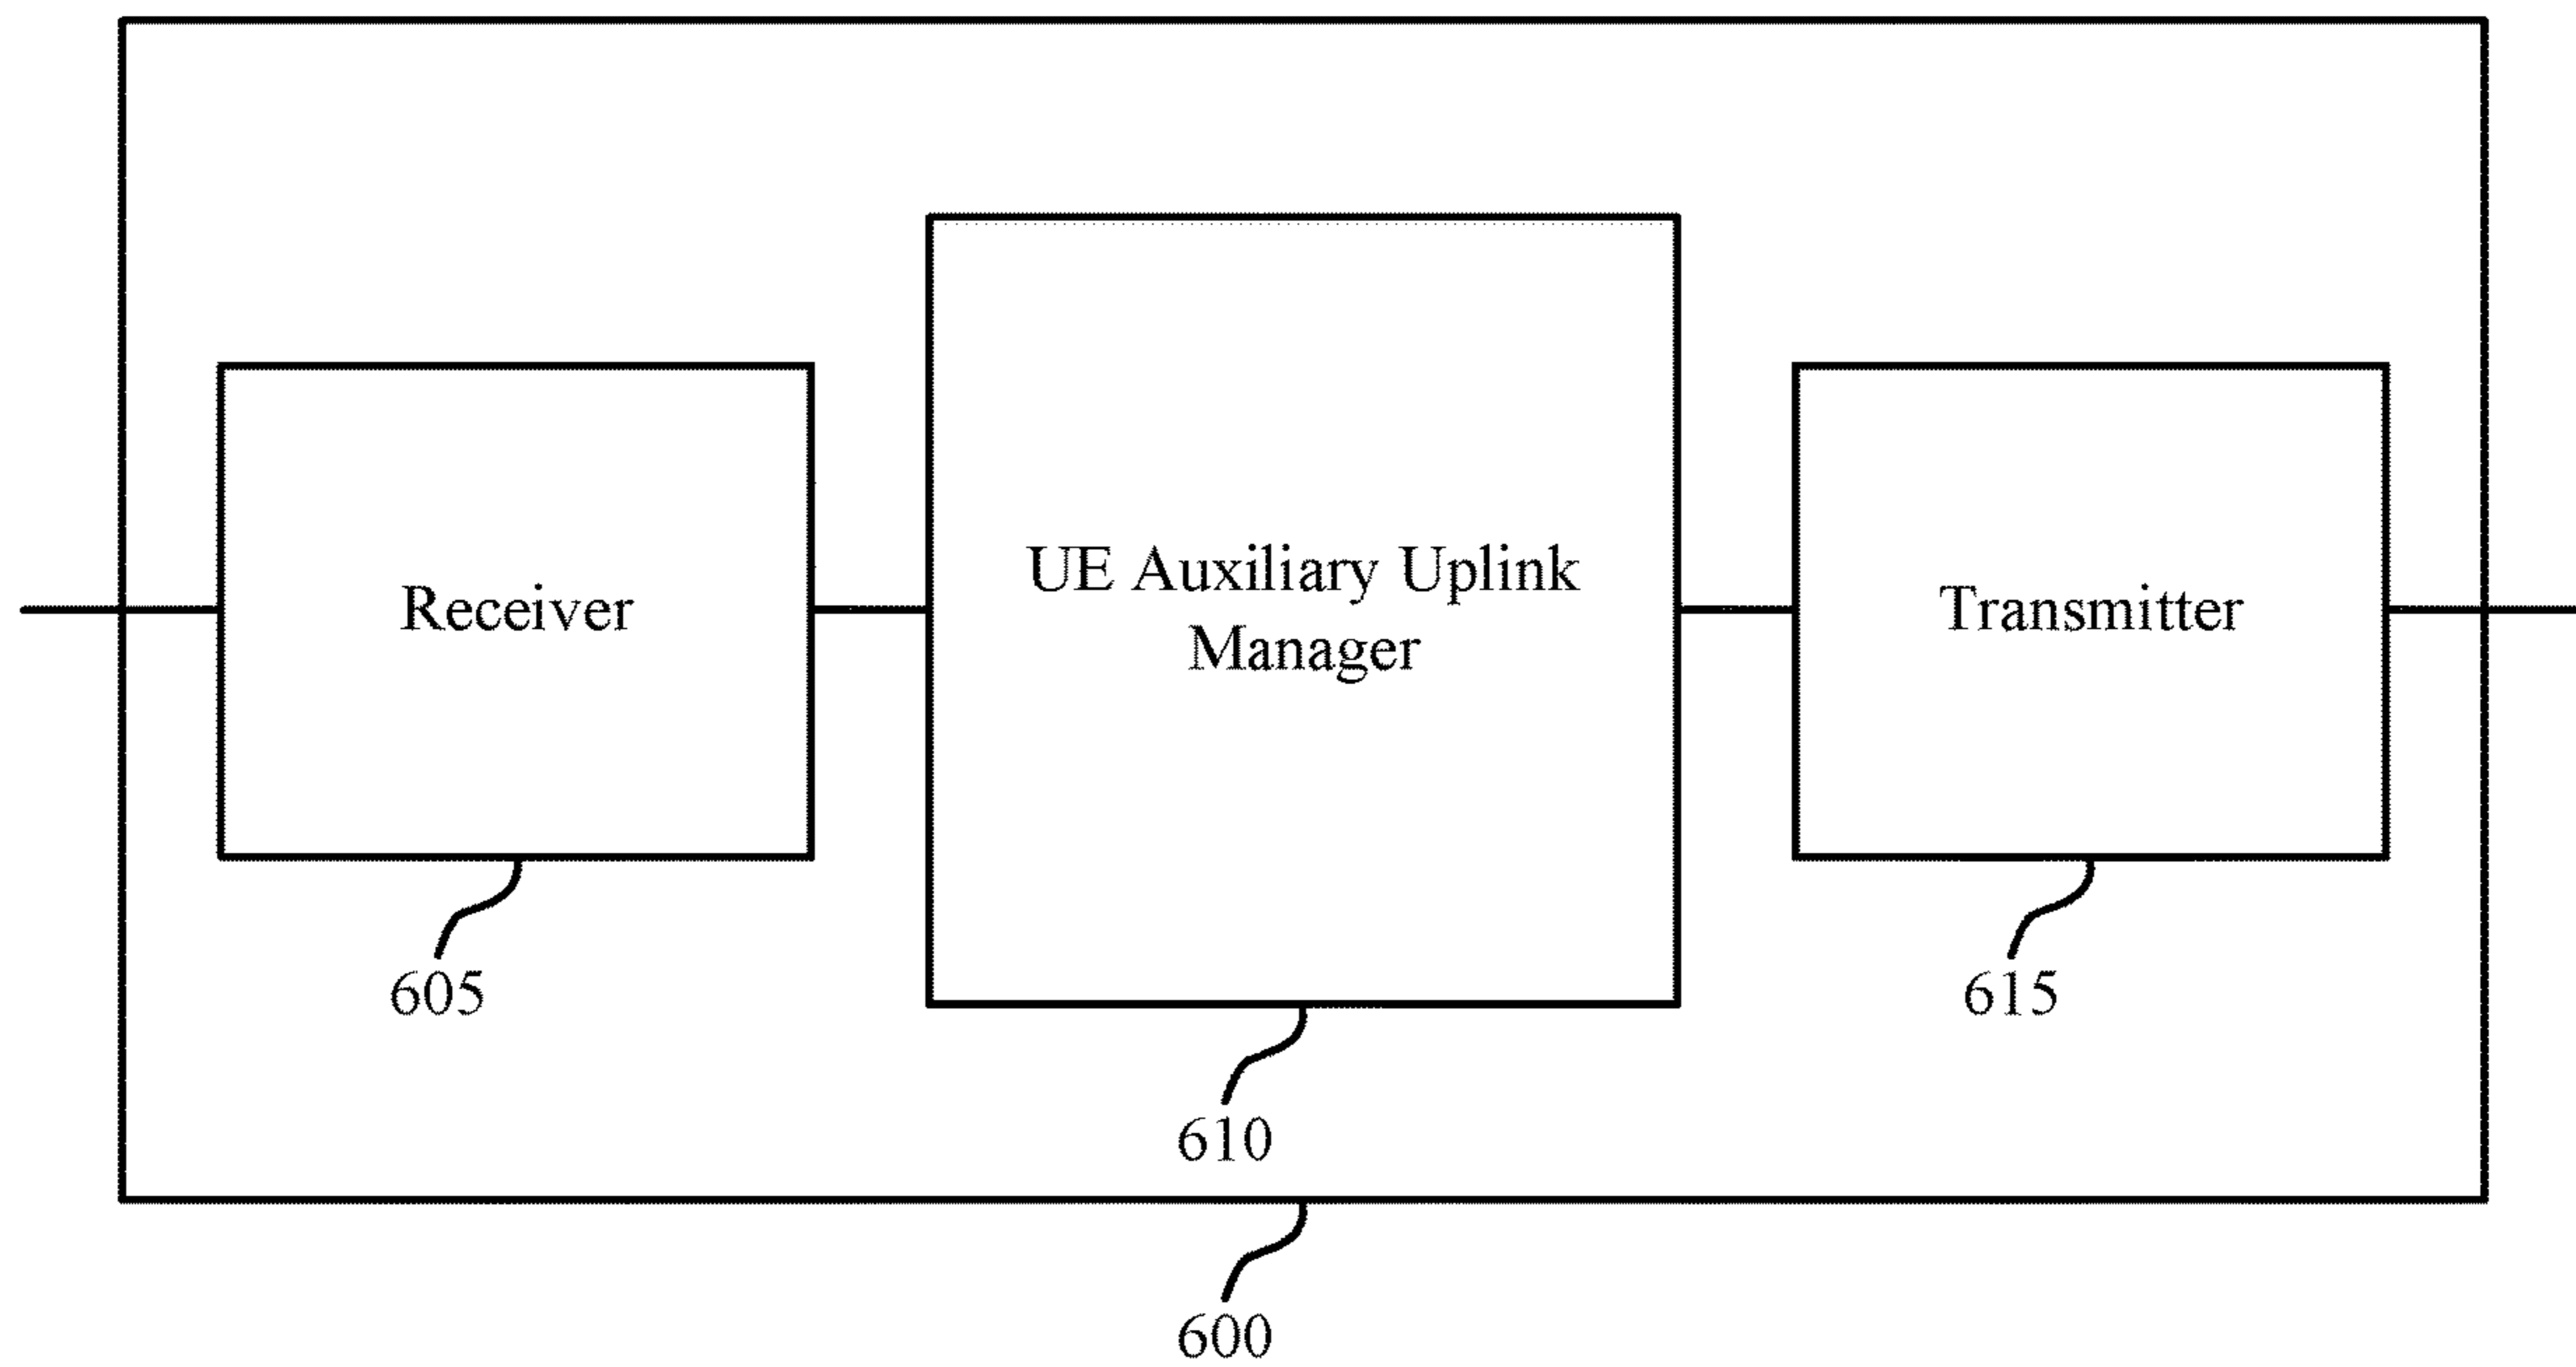 Receiver
UE Auxiliary Uplink
Manager
Transmitter
605
615
610
600